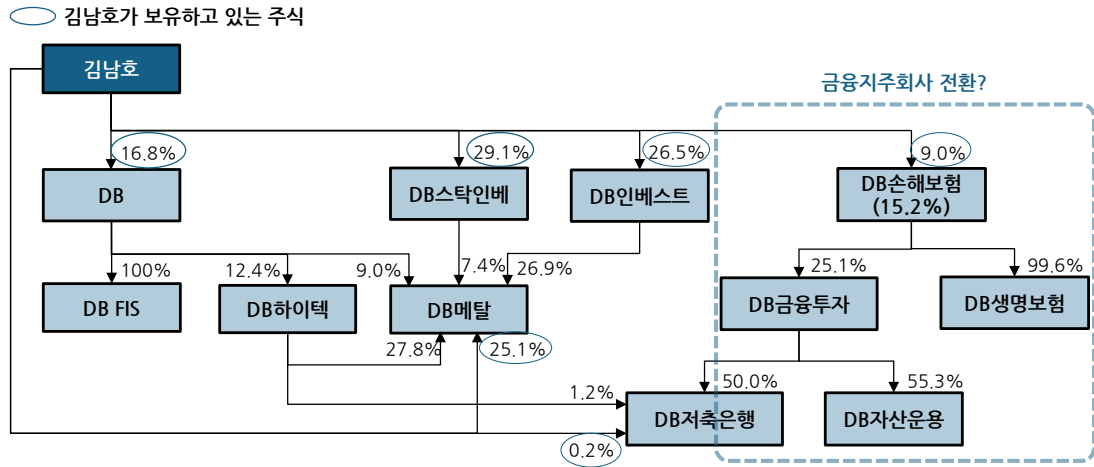 김남호가 보유하고 있는 주식
김남호
금융지주회사 전환?
16.8%
29.1%
26.5%
9.0%
DB
DB스탁인베
DB인베스트
DB손해보험
(15.2%)
100%
12.4%
9.0%
7.4%
26.9%
25.1%
99.6%
DB FIS
DB하이텍
DB메탈
DB금융투자
DB생명보험
27.8%
25.1%
1.2%
50.0%
55.3%
DB저축은행
DB자산운용
0.2%